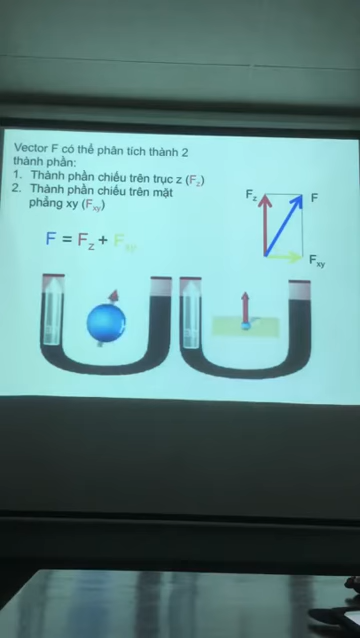 Vector F có thể phân tích thành 2
thành phần:
1. Thành phần chiếu trên trục z (Fz)
2. Thành phần chiếu trên mặt
phẳng xy (Fxy)
Fz
F
Fxy
F = Fz + Fxy